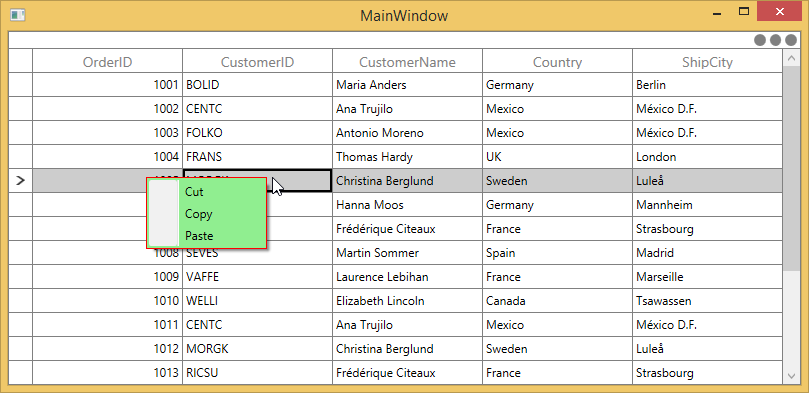 MainWindow
OrderID CustomerID CustomerName Country ShipCity
1001 BOLID Maria Anders Germany Berlin
1002 CENTC Ana Trujilo Mexico México D.F.
1003 FOLKO Antonio Moreno Mexico México D.F.
1004 FRANS Thomas Hardy UK London
Christina Berglund Sweden Luleå
Cut
Hanna Moos Germany Mannheim
Copy
Frédérique Citeaux France Strasbourg
Paste
1008 SEVES Martin Sommer Spain Madrid
1009 VAFFE Laurence Lebihan France Marseille
1010 WELLI Elizabeth Lincoln Canada Tsawassen
1011 CENTC Ana Trujilo Mexico México D.F.
1012 MORGK Christina Berglund Sweden Luleå
1013 RICSU Frédérique Citeaux France Strasbourg